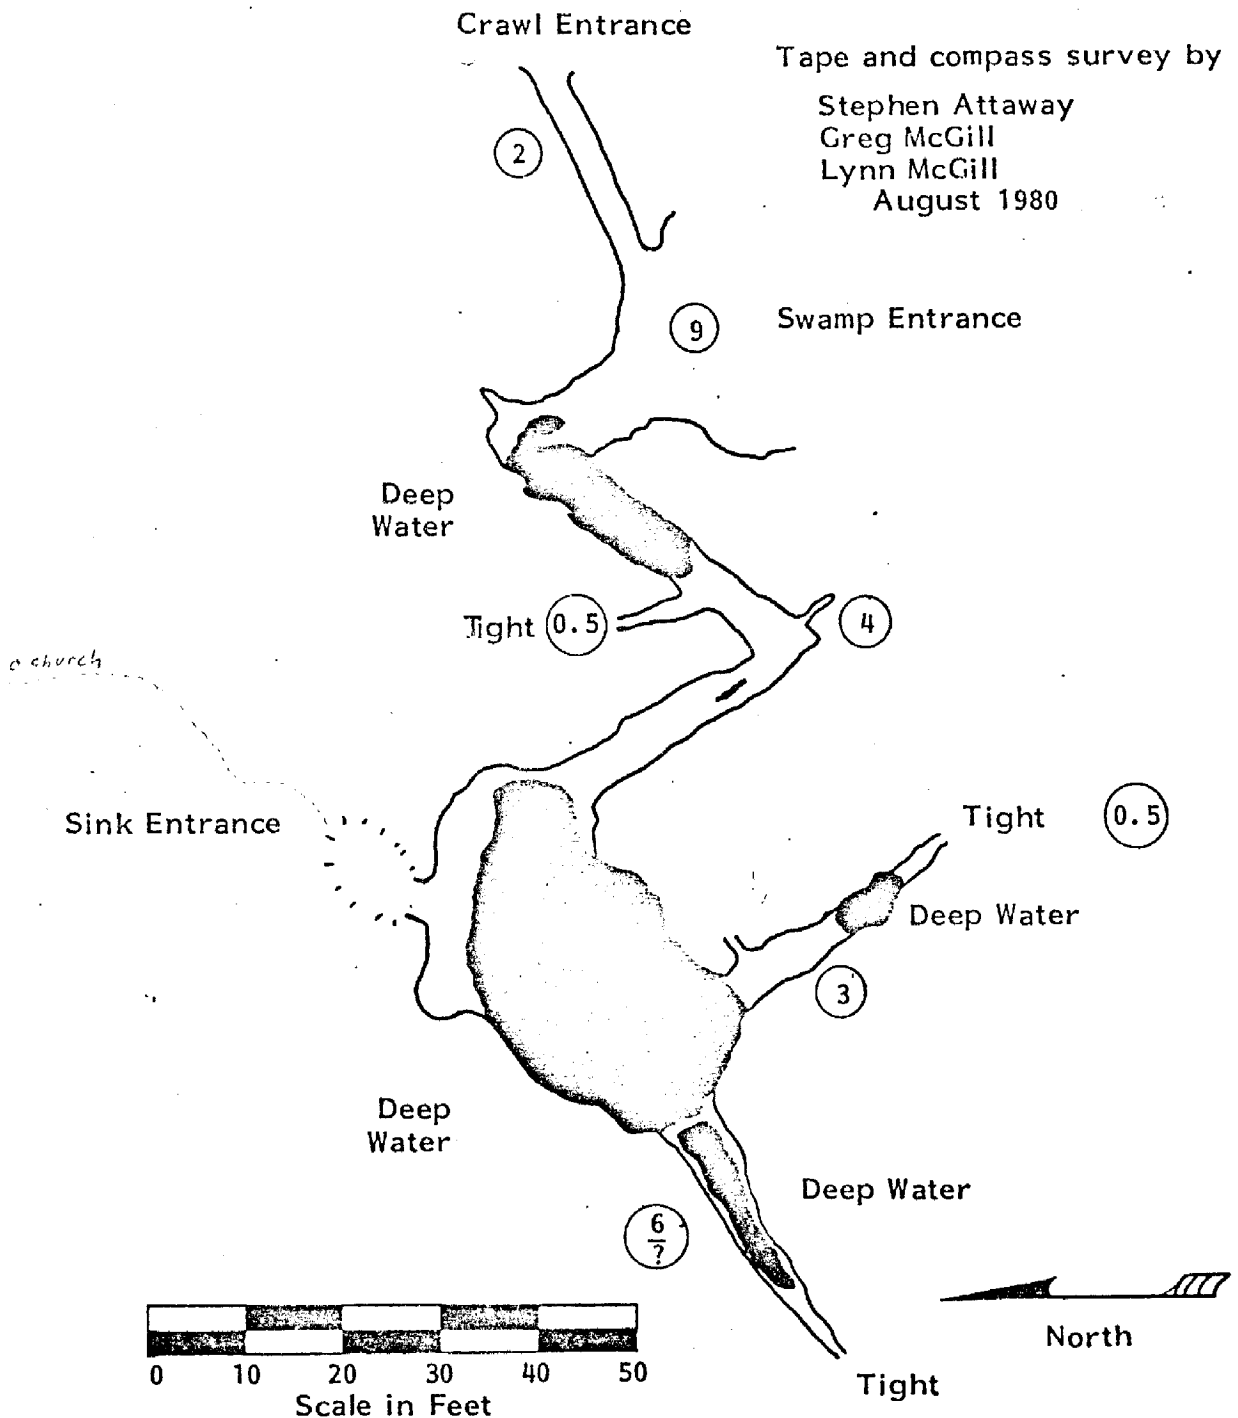 Crawl Entrance
Tape and compass survey by
Stephen Attaway
Greg McGill
Lynn McGill
August 1980
2
9
Swamp Entrance
Deep
Water
Tight 0.5
4
church
Sink Entrance
Tight 0.5
Deep Water
3
Deep
Water
Deep Water
6
?
0 10 20 30 40 50
Scale in Feet
North
Tight